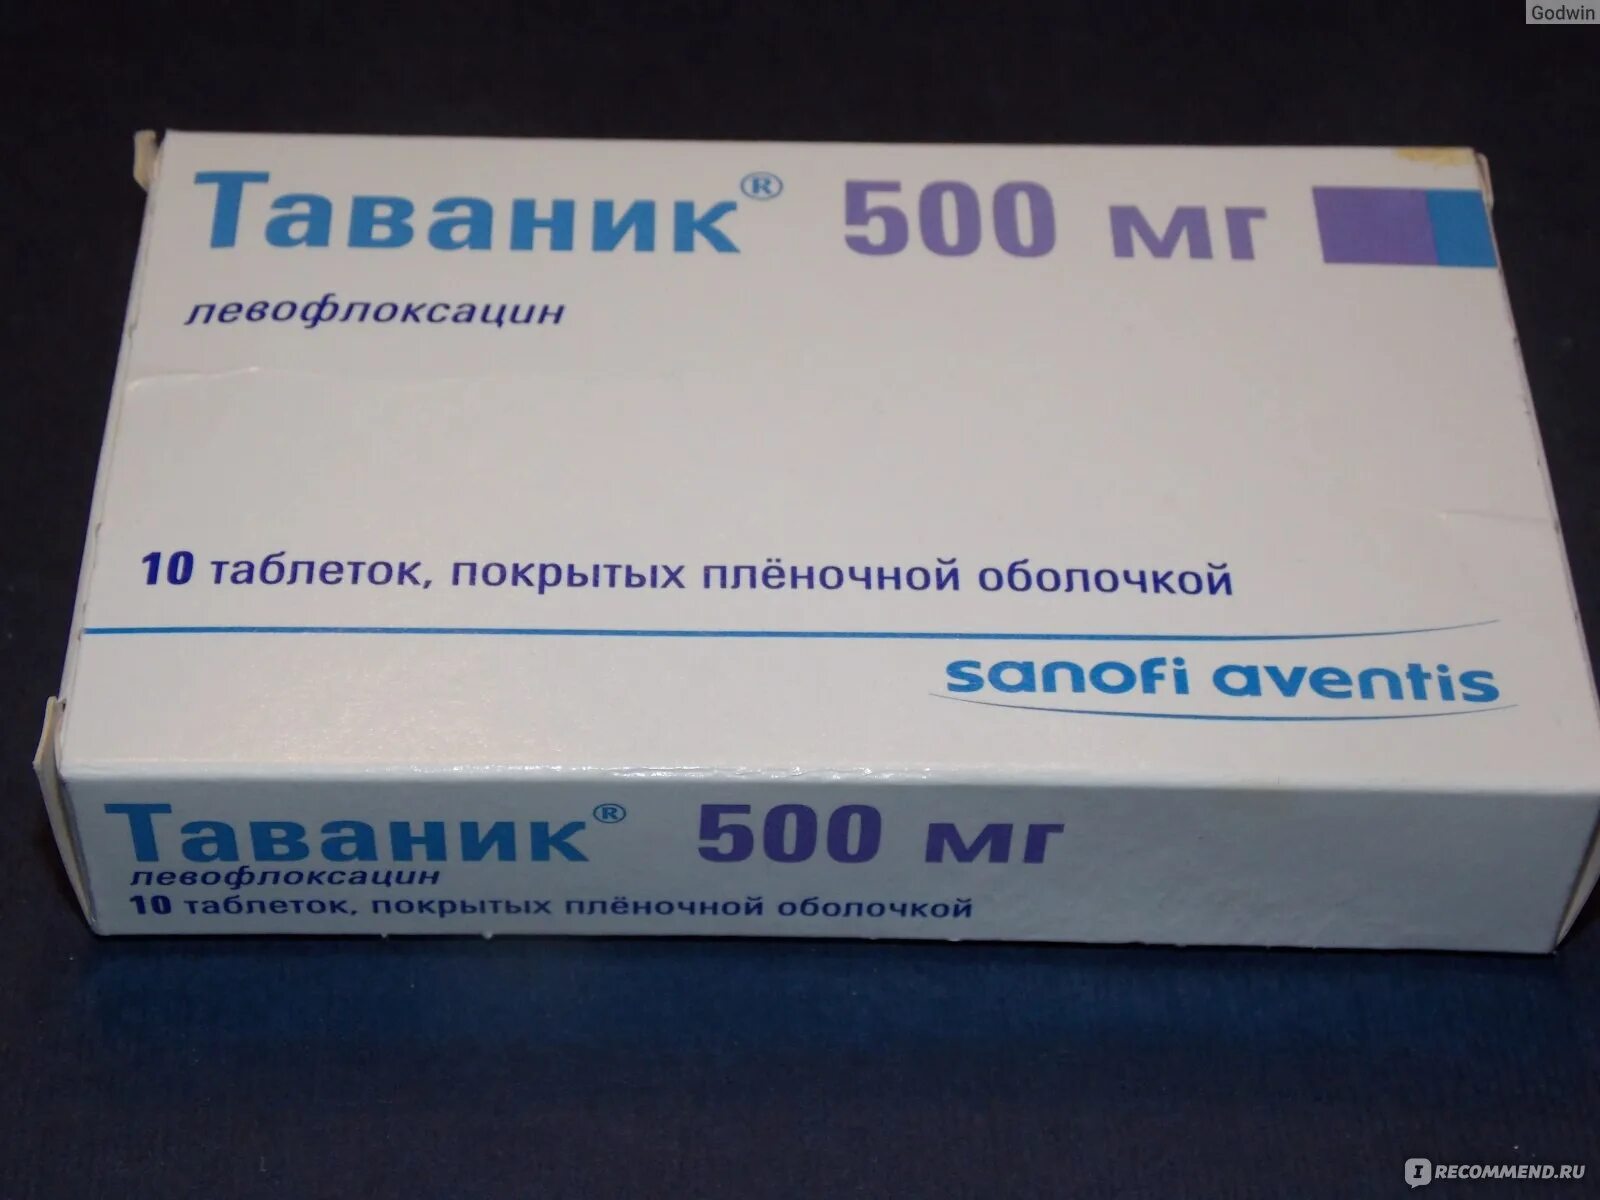 Godwin
Таваник® 500 мг
левофлоксацин
10 таблеток, покрытых плёночной оболочкой
sanofi aventis
Таваник® 500 мг
левофлоксацин
10 таблеток, покрытых плёночной оболочкой
IRECOMMEND.RU